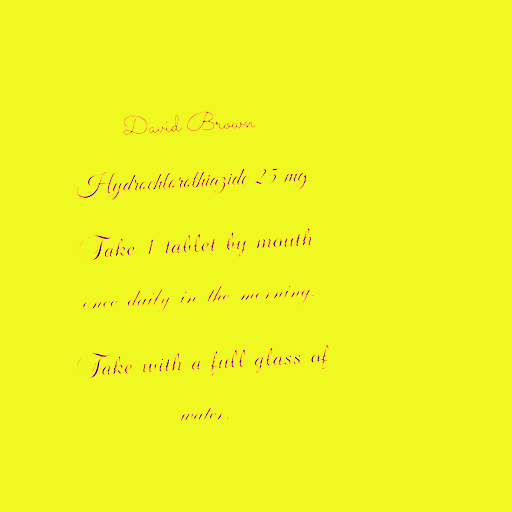 David Brown
Hydrochlorothiazide 25 mg
Take 1 tablet by mouth
once daily in the morning.
Take with a full glass of
water.